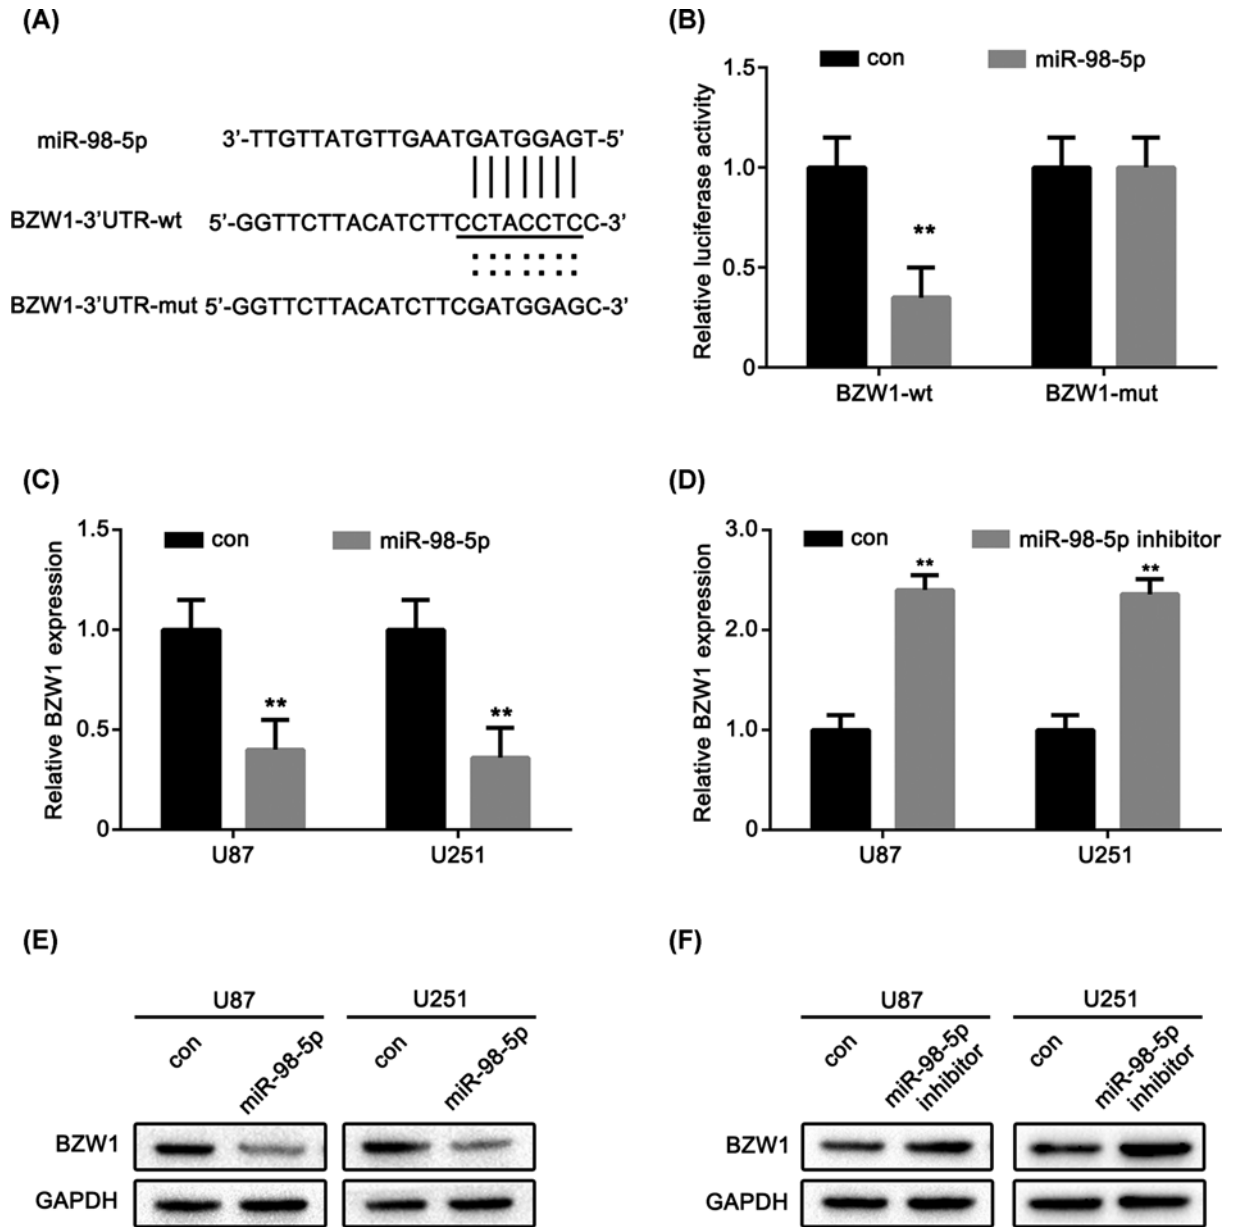 (A)
miR-98-5p 3'-TTGTTATGTTGAATGATGGAGT-5'
BZW1-3'UTR-wt 5'-GGTTCTTACATCTTCCTACCTCC-3'
BZW1-3'UTR-mut 5'-GGTTCTTACATCTTCGATGGAGC-3'
(B)
con miR-98-5p
Relative luciferase activity
1.5
1.0
0.5
0
**
BZW1-wt BZW1-mut
(C)
con miR-98-5p
Relative BZW1 expression
1.5
1.0
0.5
0
** **
U87 U251
(D)
con miR-98-5p inhibitor
Relative BZW1 expression
3.0
2.0
1.0
0
** **
U87 U251
(E)
U87 U251
con miR-98-5p con miR-98-5p
BZW1
GAPDH
(F)
U87 U251
con miR-98-5p inhibitor con miR-98-5p inhibitor
BZW1
GAPDH